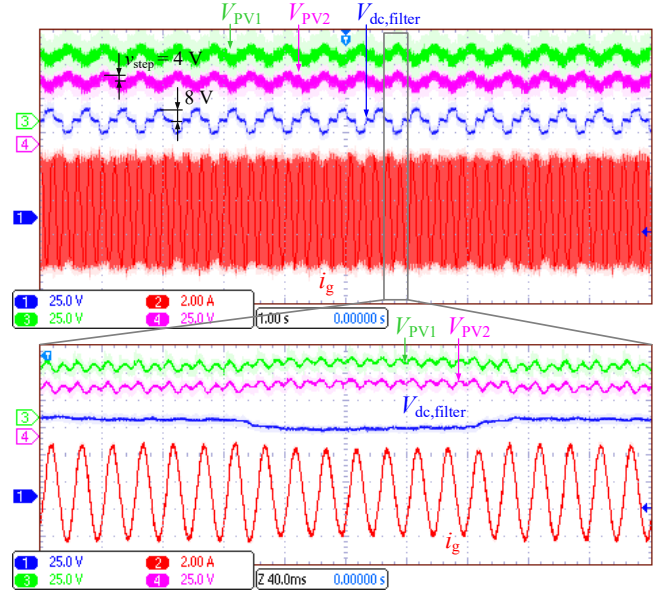 V_PV1 V_PV2 V_dc,filter
v_step = 4 V
8 V
3
4
1
i_g
1 25.0 V 2 2.00 A
3 25.0 V 4 25.0 V
1.00 s 0.00000 s
V_PV1 V_PV2
V_dc,filter
3
4
1
i_g
1 25.0 V 2 2.00 A
3 25.0 V 4 25.0 V
Z 40.0ms 0.00000 s